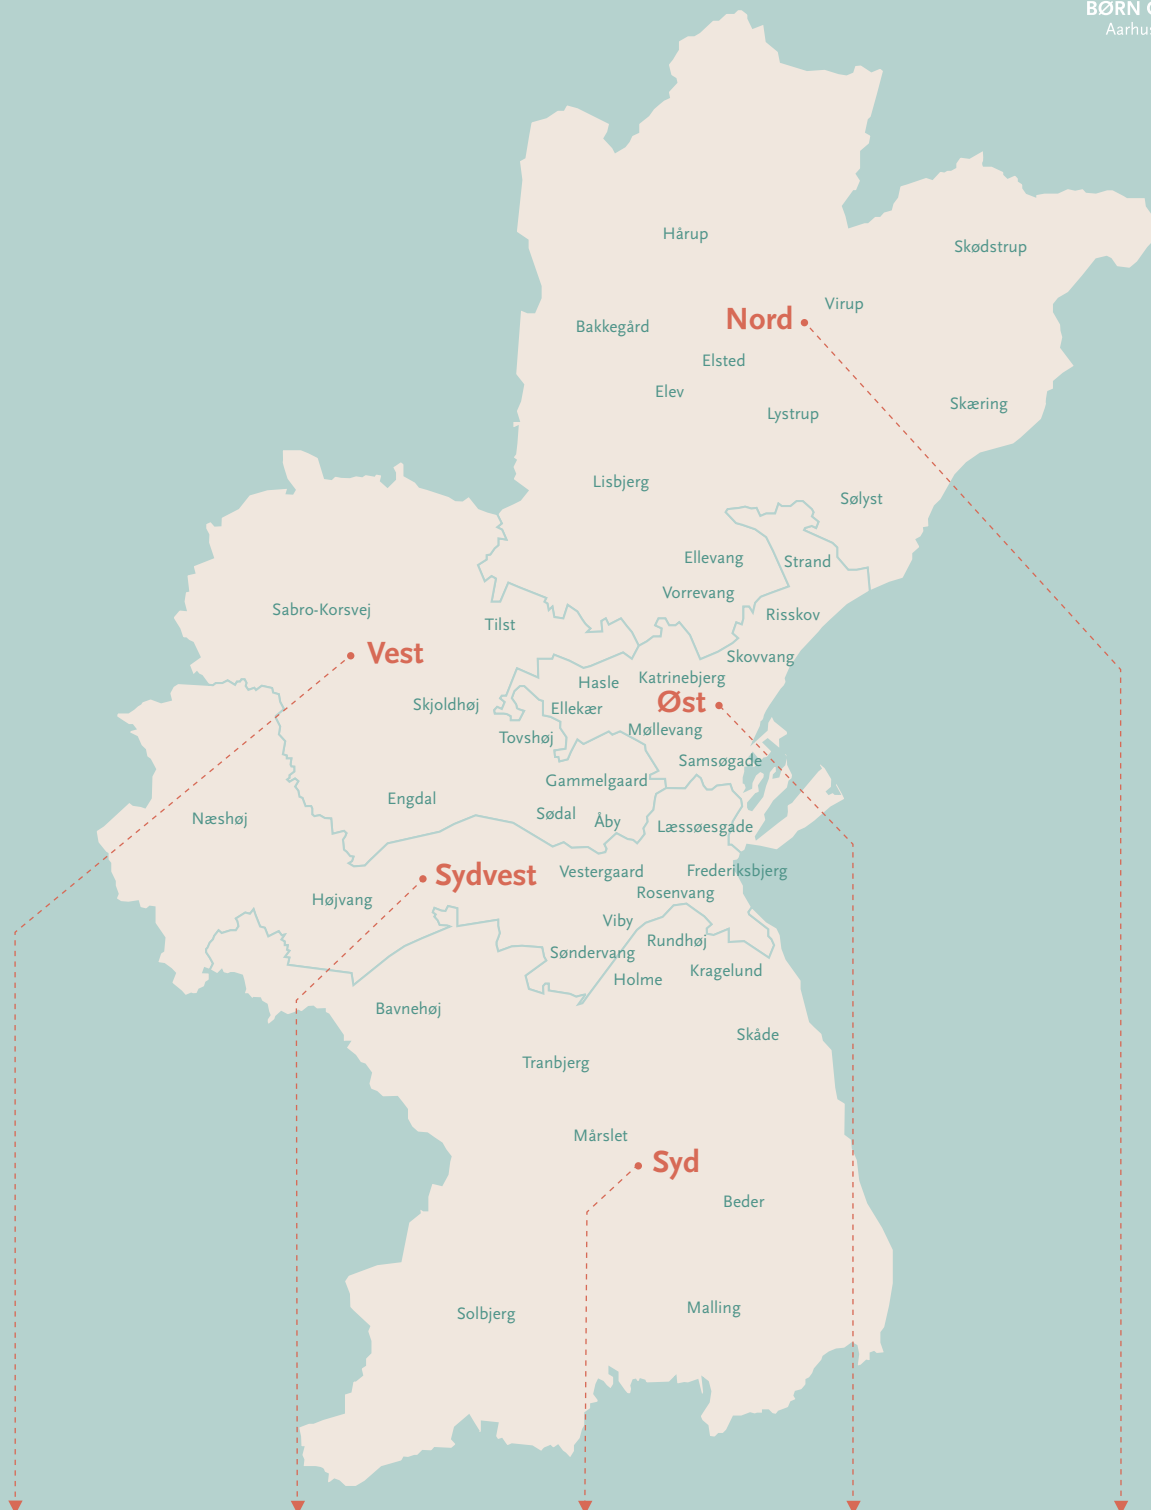 BØRN
Hårup
Skødstrup
Virup
Nord
Bakkegård
Elsted
Elev
Skæring
Lystrup
Lisbjerg
Sølyst
Ellevang
Strand
Vorrevang
Sabro-Korsvej
Risskov
Tilst
Vest
Skovvang
Katrinebjerg
Hasle
Øst
Skjoldhøj
Ellekær
Møllevang
Tovshøj
Samsøgade
Gammelgaard
Engdal
Sødal
Næshøj
Åby
Læssøesgade
Vestergaard
Frederiksbjerg
Sydvest
Rosenvang
Højvang
Viby
Rundhøj
Søndervang
Kragelund
Holme
Bavnehøj
Skåde
Tranbjerg
Mårslet
Syd
Beder
Malling
Solbjerg